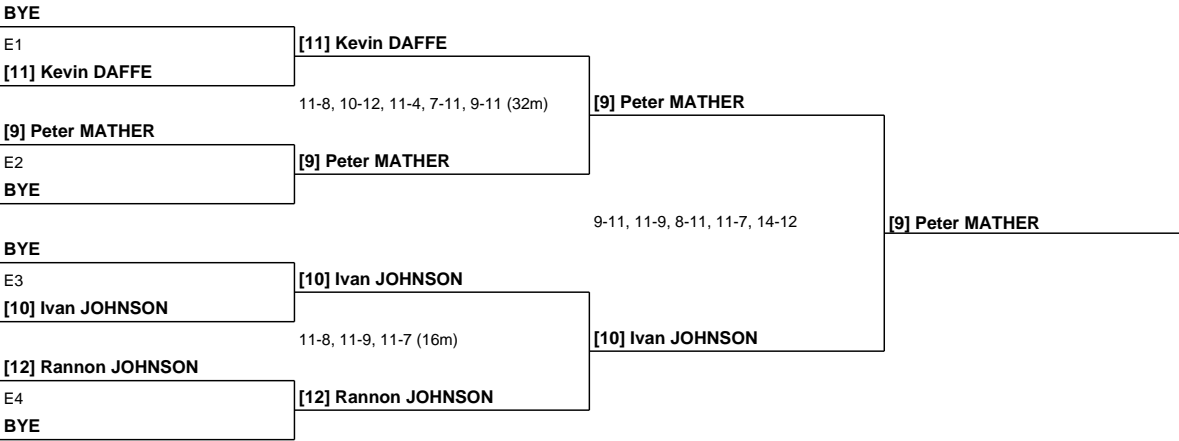 BYE
E1
[11] Kevin DAFFE
[11] Kevin DAFFE
11-8, 10-12, 11-4, 7-11, 9-11 (32m)
[9] Peter MATHER
[9] Peter MATHER
E2
[9] Peter MATHER
BYE
9-11, 11-9, 8-11, 11-7, 14-12
[9] Peter MATHER
BYE
E3
[10] Ivan JOHNSON
[10] Ivan JOHNSON
11-8, 11-9, 11-7 (16m)
[10] Ivan JOHNSON
[12] Rannon JOHNSON
E4
[12] Rannon JOHNSON
BYE